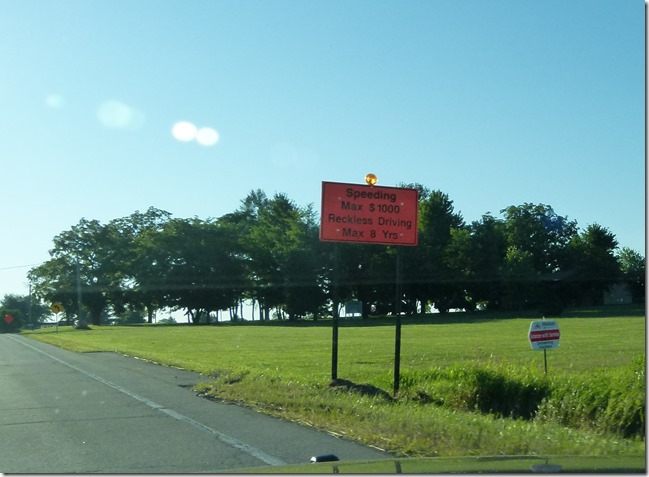 Speeding
Max $1000
Reckless Driving
Max 8 Yrs